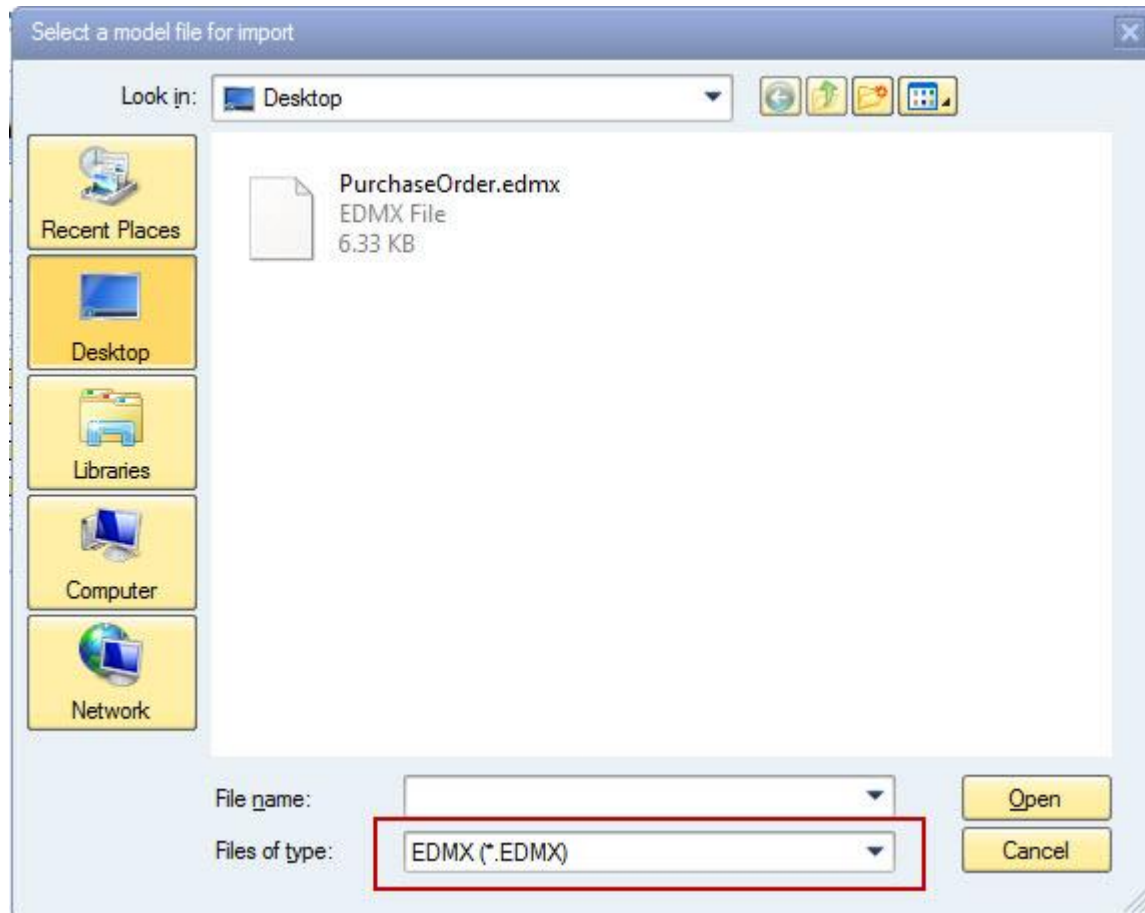 Select a model file for import
Look in:
Desktop
Recent Places
Desktop
Libraries
Computer
Network
PurchaseOrder.edmx
EDMX File
6.33 KB
File name:
Open
Files of type:
EDMX (*.EDMX)
Cancel